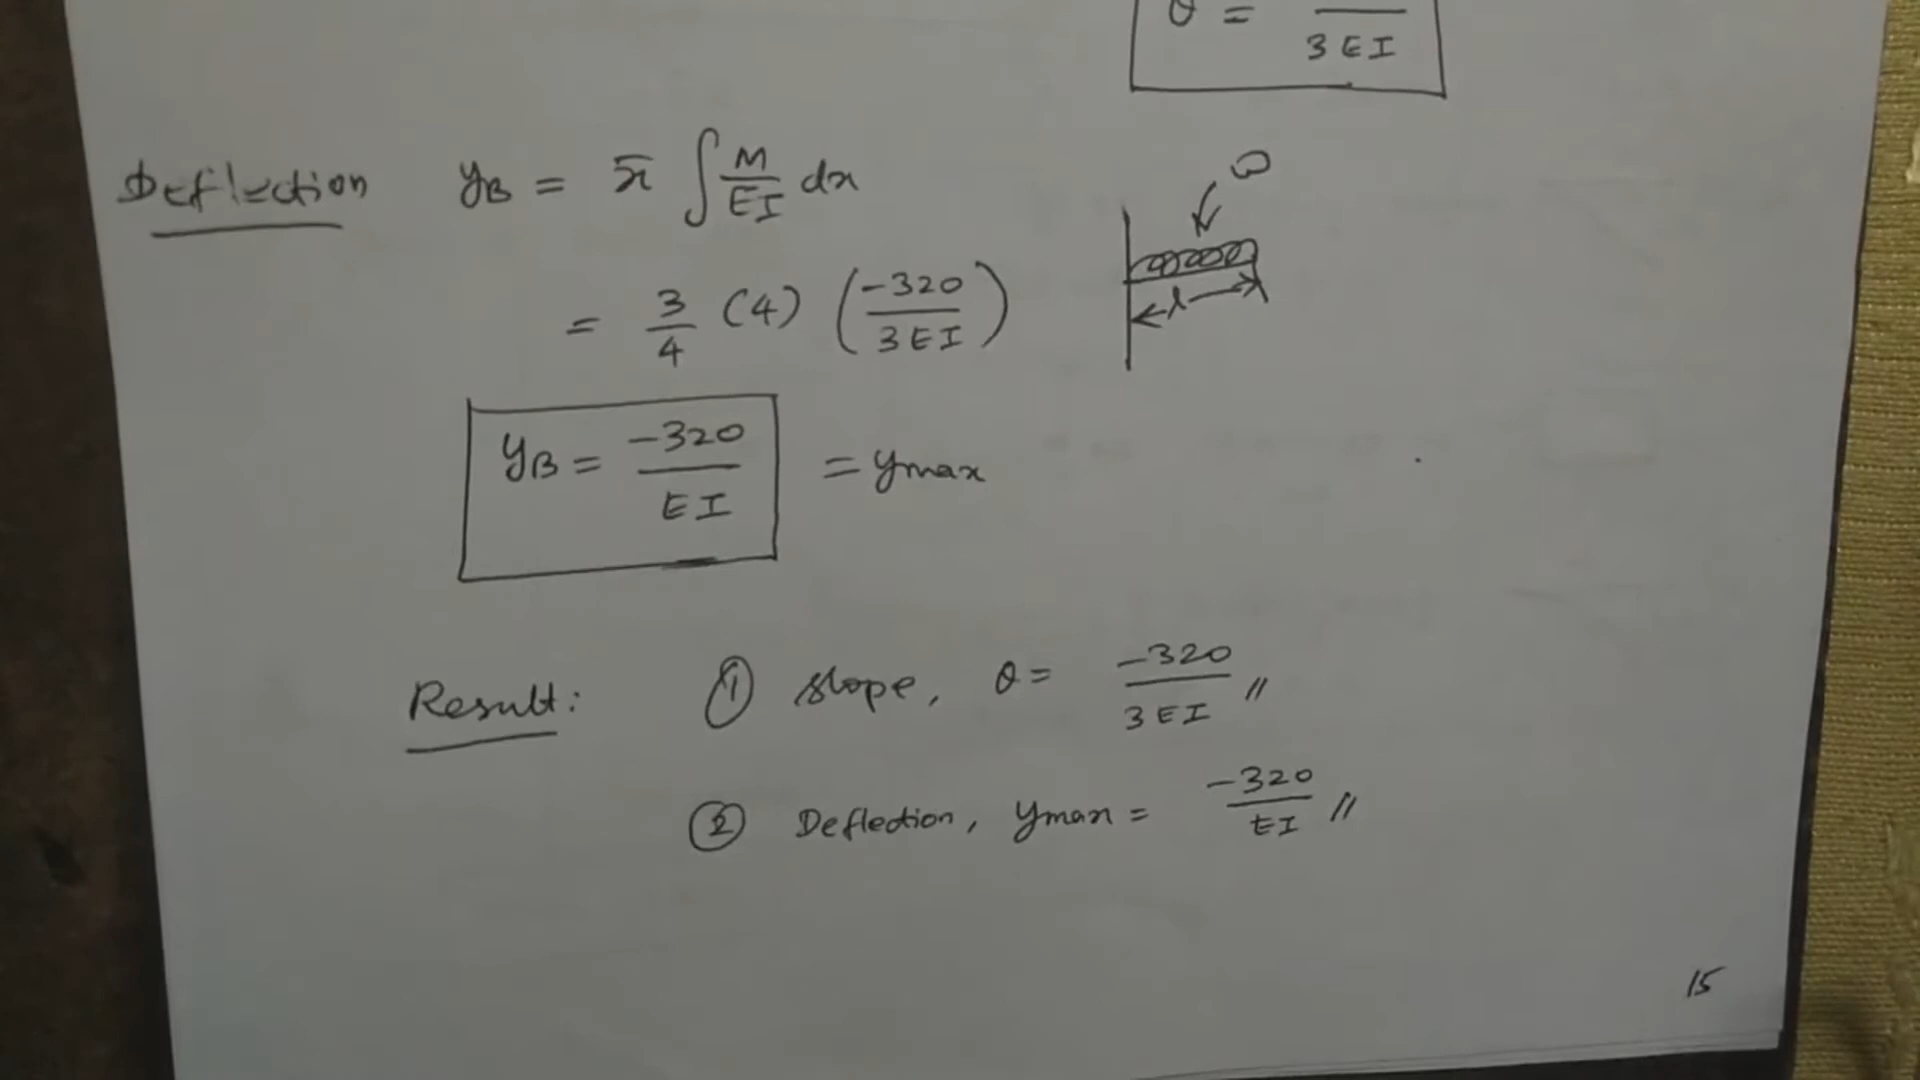 θ = ―/3EI
Deflection yB = x̄ ∫ M/EI dx
ω
= 3/4 (4) (-320/3EI)
l
yB = -320/EI = ymax
Result: ① slope, θ = -320/3EI //
② Deflection, ymax = -320/EI //
15